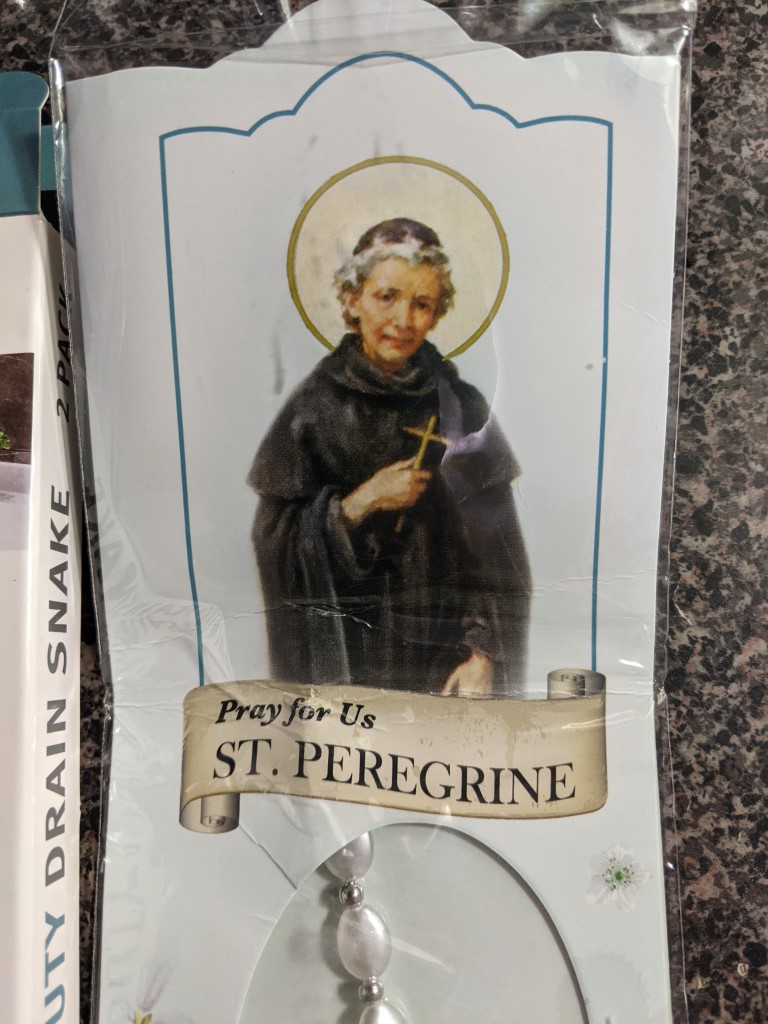 Pray for Us
ST. PEREGRINE
UTY DRAIN SNAKE
2 PACK